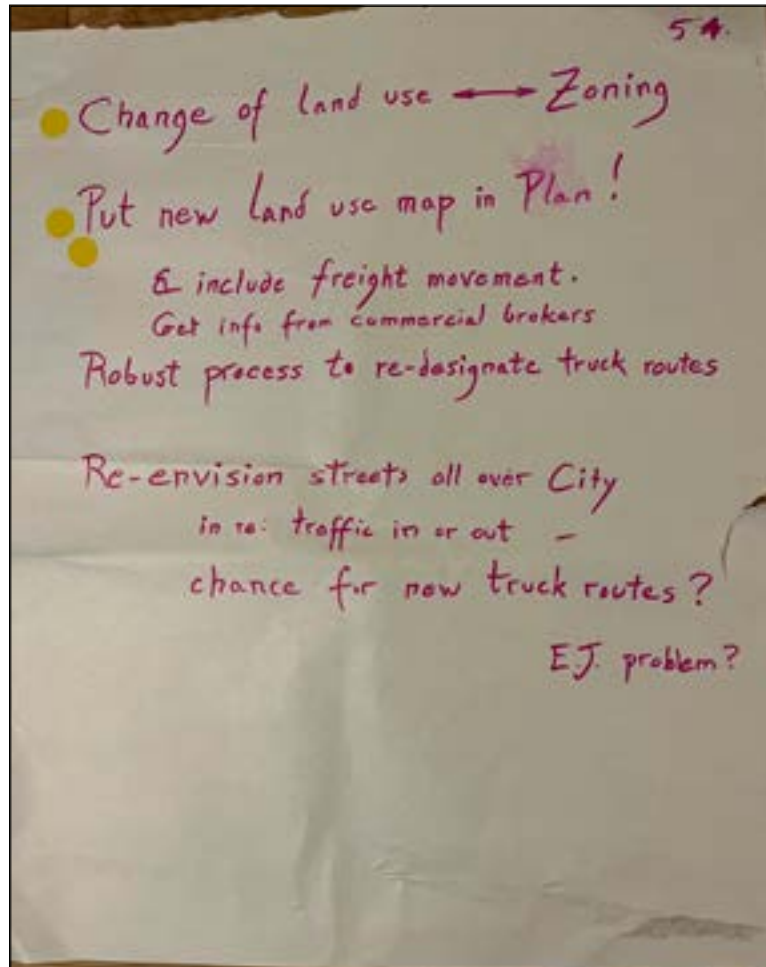 54.
Change of land use ⟷ Zoning
Put new land use map in Plan!
& include freight movement.
Get info from commercial brokers
Robust process to re-designate truck routes
Re-envision streets all over City
in re: traffic in or out –
chance for new truck routes?
E.J. problem?